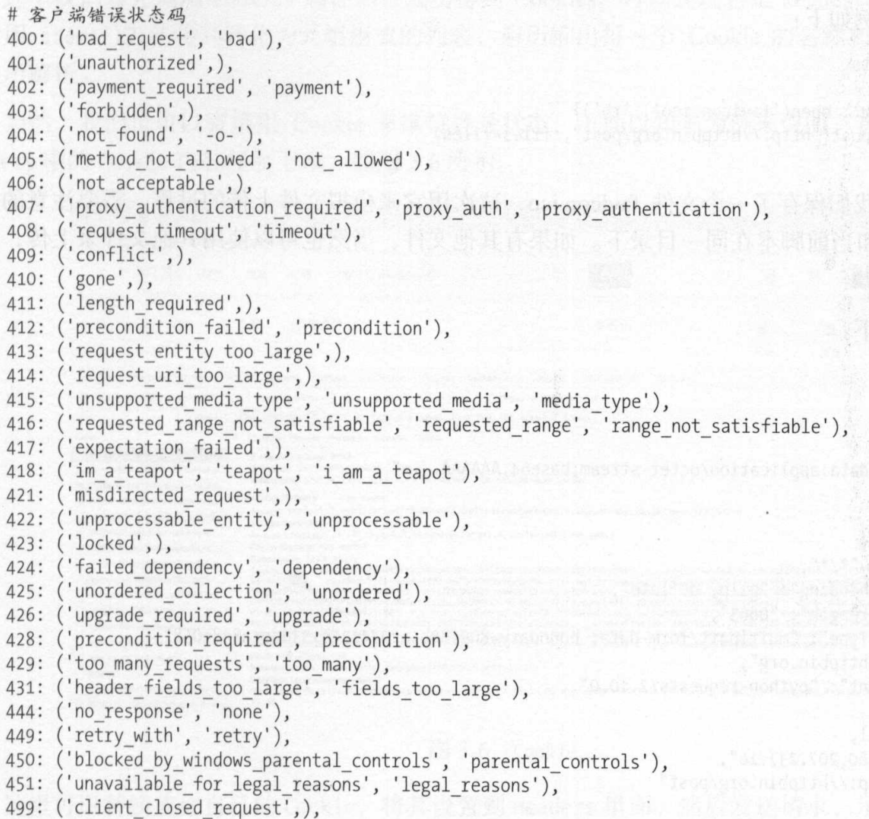 # 客户端错误状态码
400: ('bad_request', 'bad'),
401: ('unauthorized',),
402: ('payment_required', 'payment'),
403: ('forbidden',),
404: ('not_found', '-o-'),
405: ('method_not_allowed', 'not_allowed'),
406: ('not_acceptable',),
407: ('proxy_authentication_required', 'proxy_auth', 'proxy_authentication'),
408: ('request_timeout', 'timeout'),
409: ('conflict',),
410: ('gone',),
411: ('length_required',),
412: ('precondition_failed', 'precondition'),
413: ('request_entity_too_large',),
414: ('request_uri_too_large',),
415: ('unsupported_media_type', 'unsupported_media', 'media_type'),
416: ('requested_range_not_satisfiable', 'requested_range', 'range_not_satisfiable'),
417: ('expectation_failed',),
418: ('im_a_teapot', 'teapot', 'i_am_a_teapot'),
421: ('misdirected_request',),
422: ('unprocessable_entity', 'unprocessable'),
423: ('locked',),
424: ('failed_dependency', 'dependency'),
425: ('unordered_collection', 'unordered'),
426: ('upgrade_required', 'upgrade'),
428: ('precondition_required', 'precondition'),
429: ('too_many_requests', 'too_many'),
431: ('header_fields_too_large', 'fields_too_large'),
444: ('no_response', 'none'),
449: ('retry_with', 'retry'),
450: ('blocked_by_windows_parental_controls', 'parental_controls'),
451: ('unavailable_for_legal_reasons', 'legal_reasons'),
499: ('client_closed_request',),